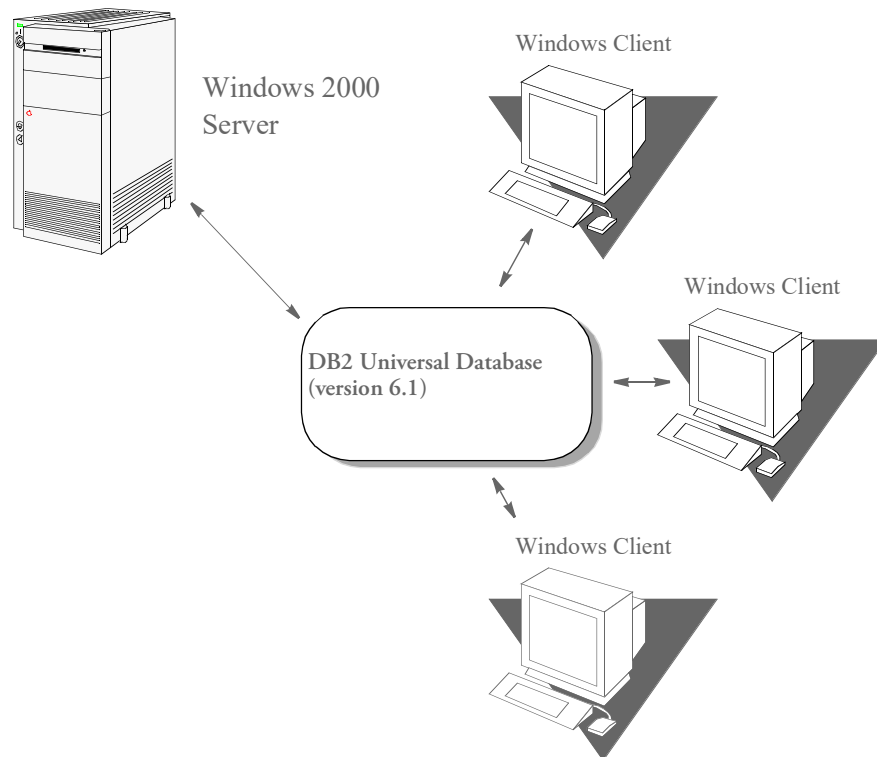 Windows Client
Windows 2000
Server
Windows Client
DB2 Universal Database
(version 6.1)
Windows Client